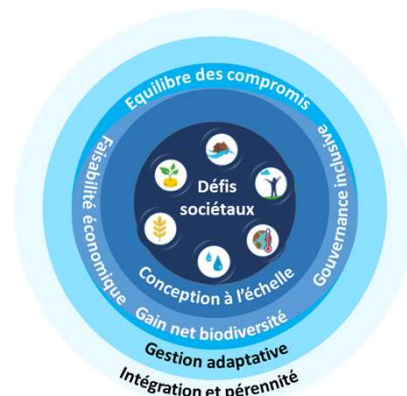 Equilibre des compromis
Faisabilité économique
Gouvernance inclusive
Défis
sociétaux
Conception à l’échelle
Gain net biodiversité
Gestion adaptative
Intégration et pérennité